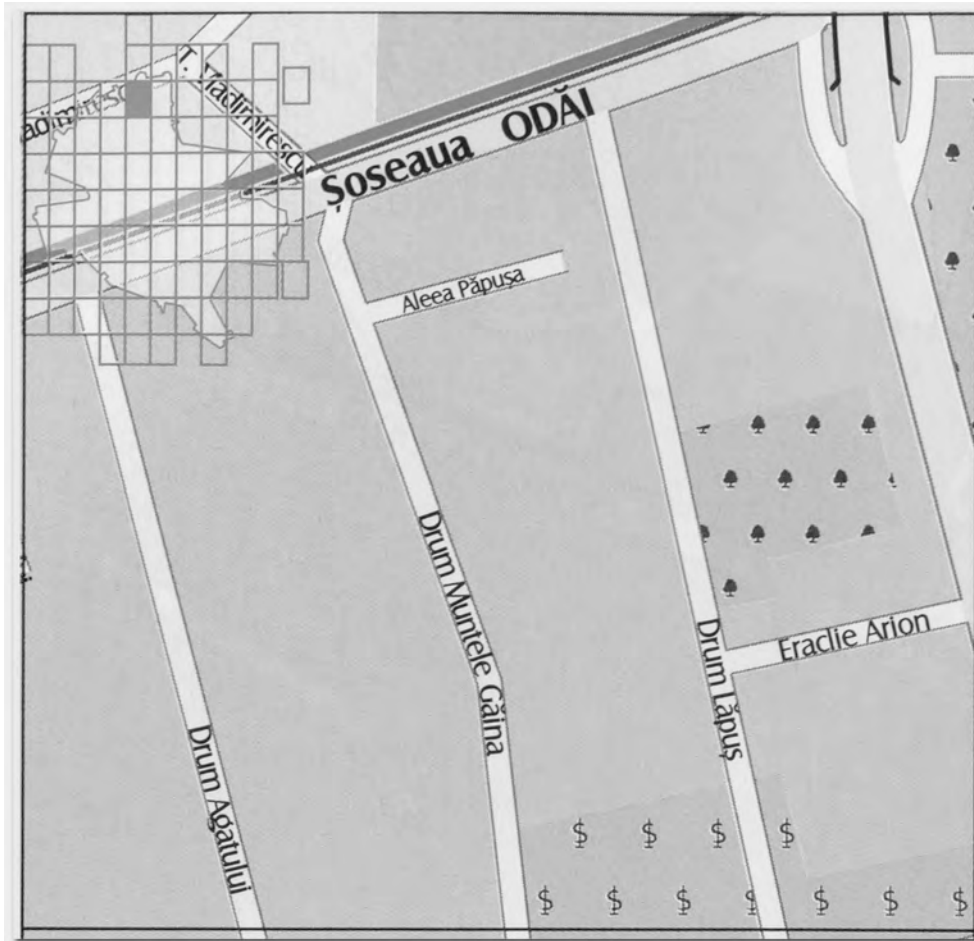 T. Vladimirescu
Șoseaua ODĂI
Aleea Păpușa
Drum Muntele Găina
Eraclie Arion
Drum Lăpuș
Drum Agatului